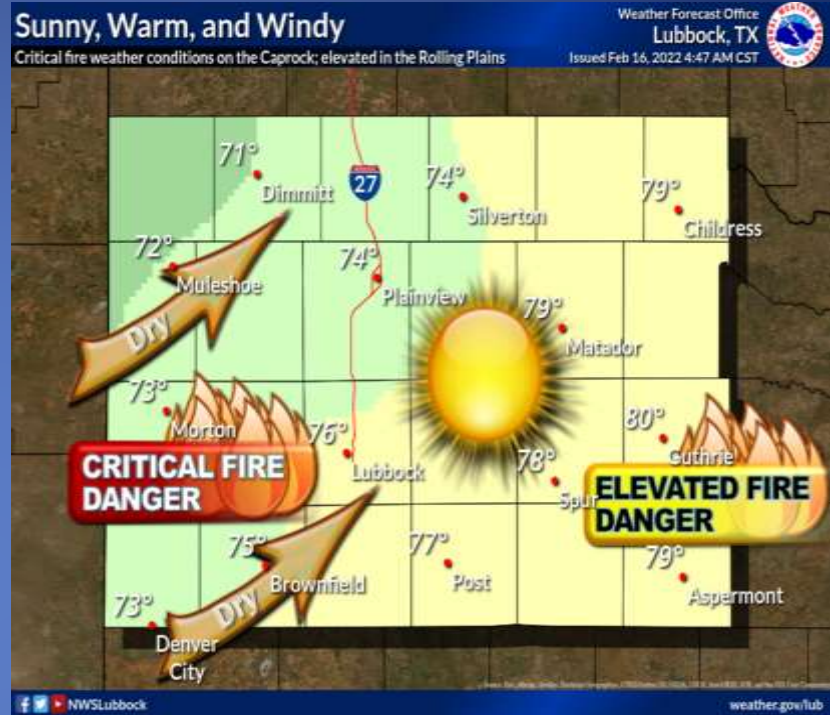 Sunny, Warm, and Windy
Critical fire weather conditions on the Caprock; elevated in the Rolling Plains
Weather Forecast Office
Lubbock, TX
Issued Feb 16, 2022 4:47 AM CST
71°
Dimmitt
27
74°
Silverton
79°
Childress
72°
Muleshoe
74°
Plainview
79°
Matador
Dry
73°
Morton
76°
Lubbock
80°
Guthrie
78°
Spur
CRITICAL FIRE
DANGER
ELEVATED FIRE
DANGER
75°
Brownfield
77°
Post
79°
Aspermont
Dry
73°
Denver
City
NWSLubbock
weather.gov/lub